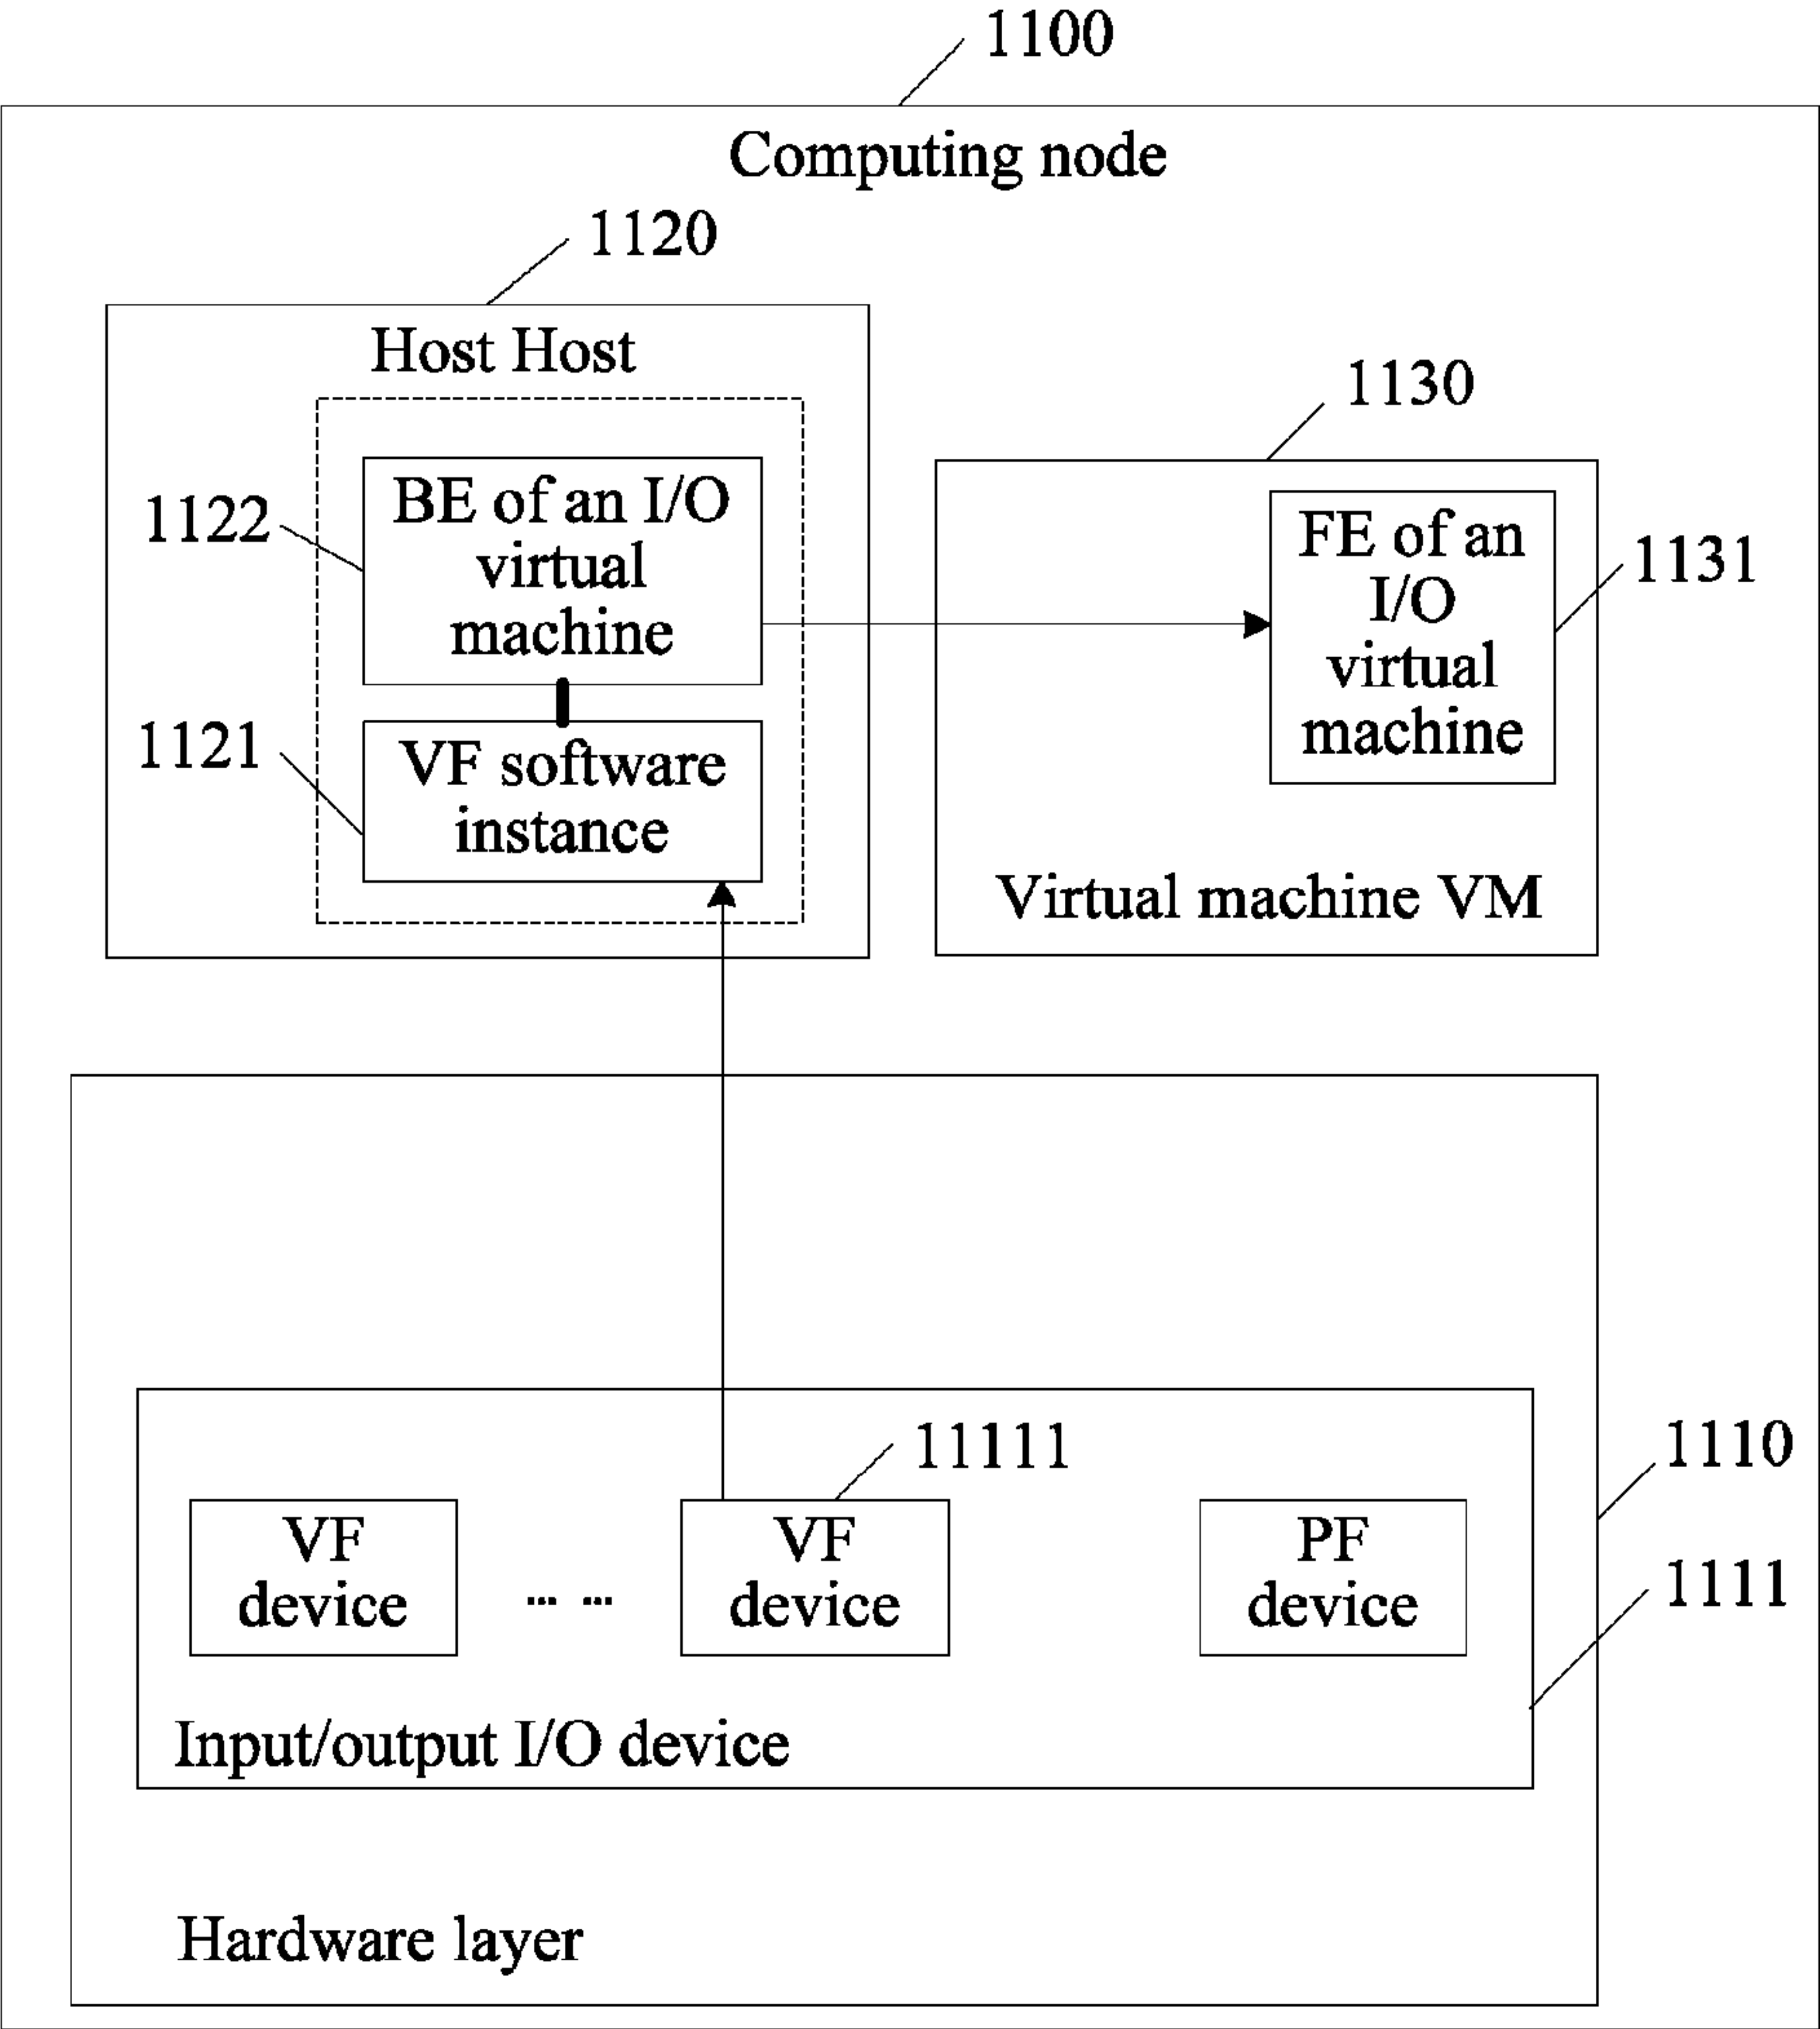 1100
Computing node
1120
Host Host
1130
1122
BE of an I/O
virtual
machine
FE of an
I/O
virtual
machine
1131
1121
VF software
instance
Virtual machine VM
11111
1110
VF
device
... ...
VF
device
PF
device
1111
Input/output I/O device
Hardware layer